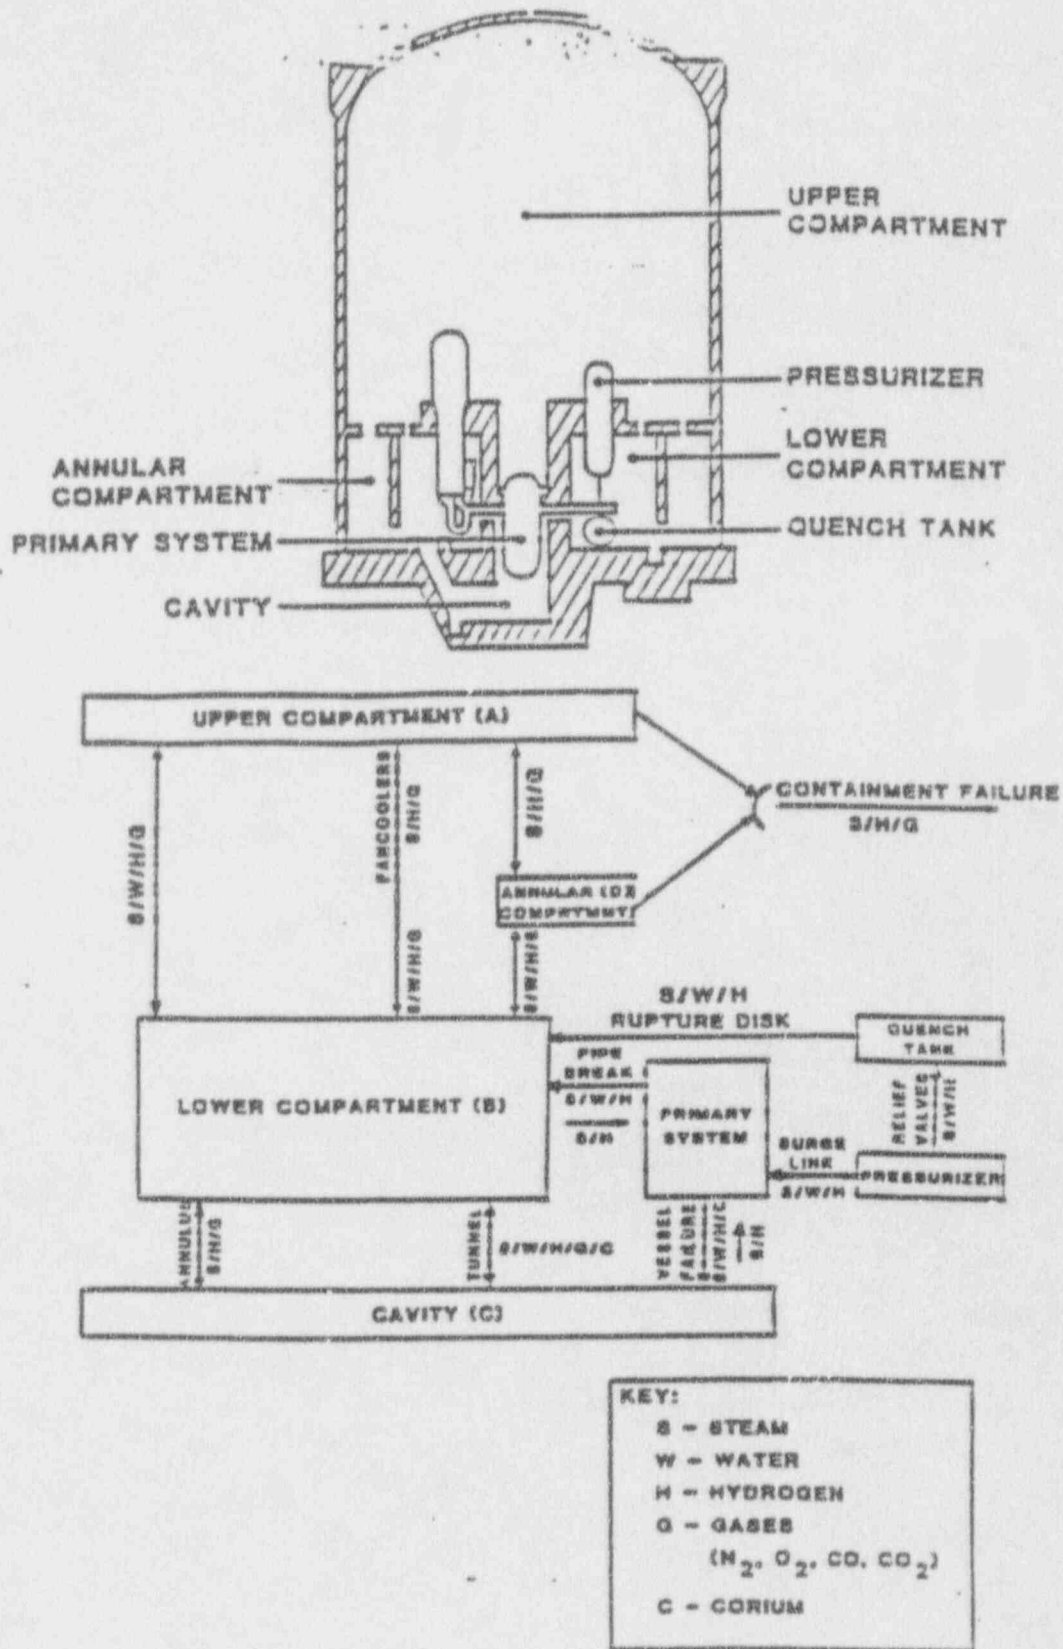 UPPER
COMPARTMENT
PRESSURIZER
LOWER
COMPARTMENT
ANNULAR
COMPARTMENT
QUENCH TANK
PRIMARY SYSTEM
CAVITY
UPPER COMPARTMENT (A)
CONTAINMENT FAILURE
S/H/G
S/W/H/G
FANCOOLERS
S/H/G
S/W/H/G
S/H/G
ANNULAR (D)
COMPRTMNT
S/W/H/G
S/W/H
RUPTURE DISK
QUENCH
TANK
PIPE
BREAK
S/W/H
S/H
LOWER COMPARTMENT (B)
PRIMARY
SYSTEM
RELIEF
VALVES
S/W/H
SURGE
LINE
S/W/H
PRESSURIZER
ANNULUS
S/H/G
TUNNEL
S/W/H/G/C
VESSEL
FAILURE
S/W/H/C
S/H
CAVITY (C)
KEY:
S - STEAM
W - WATER
H - HYDROGEN
G - GASES
(N2, O2, CO, CO2)
C - CORIUM